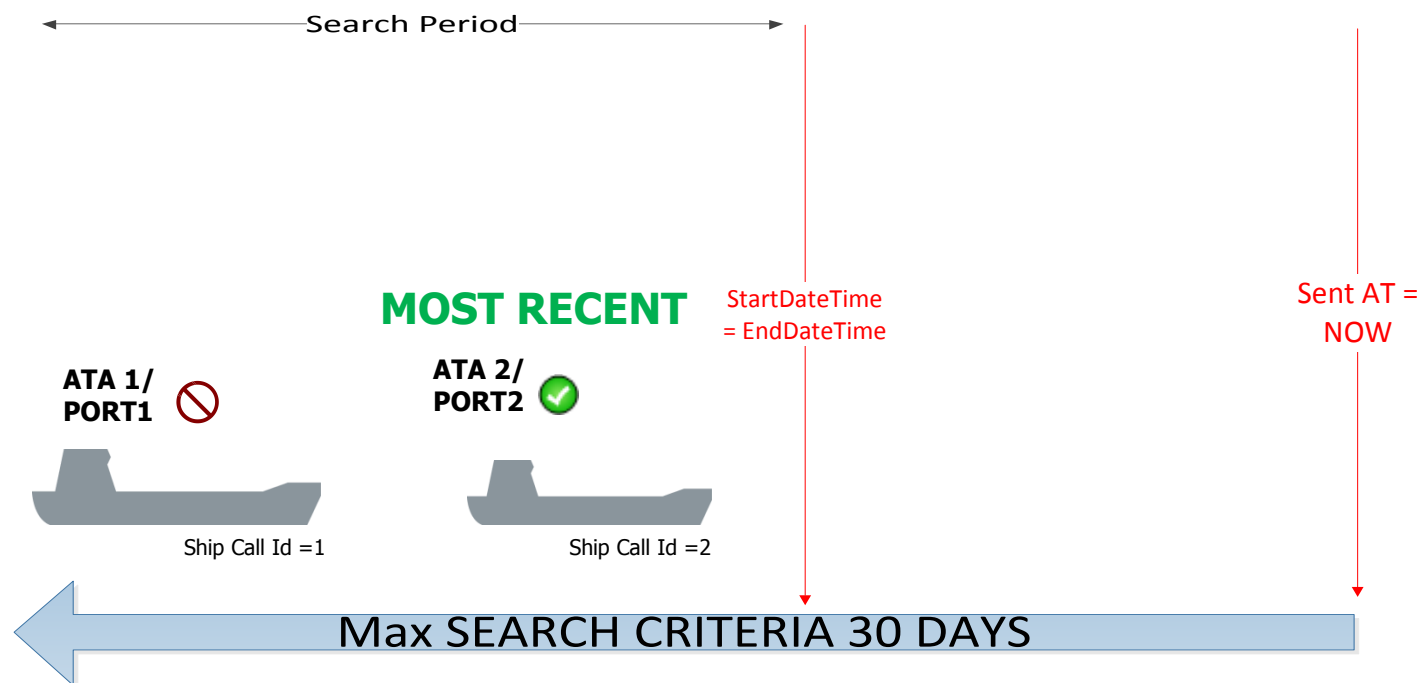 Search Period
MOST RECENT
StartDateTime
= EndDateTime
Sent AT =
NOW
ATA 1/
PORT1
ATA 2/
PORT2
Ship Call Id =1
Ship Call Id =2
Max SEARCH CRITERIA 30 DAYS